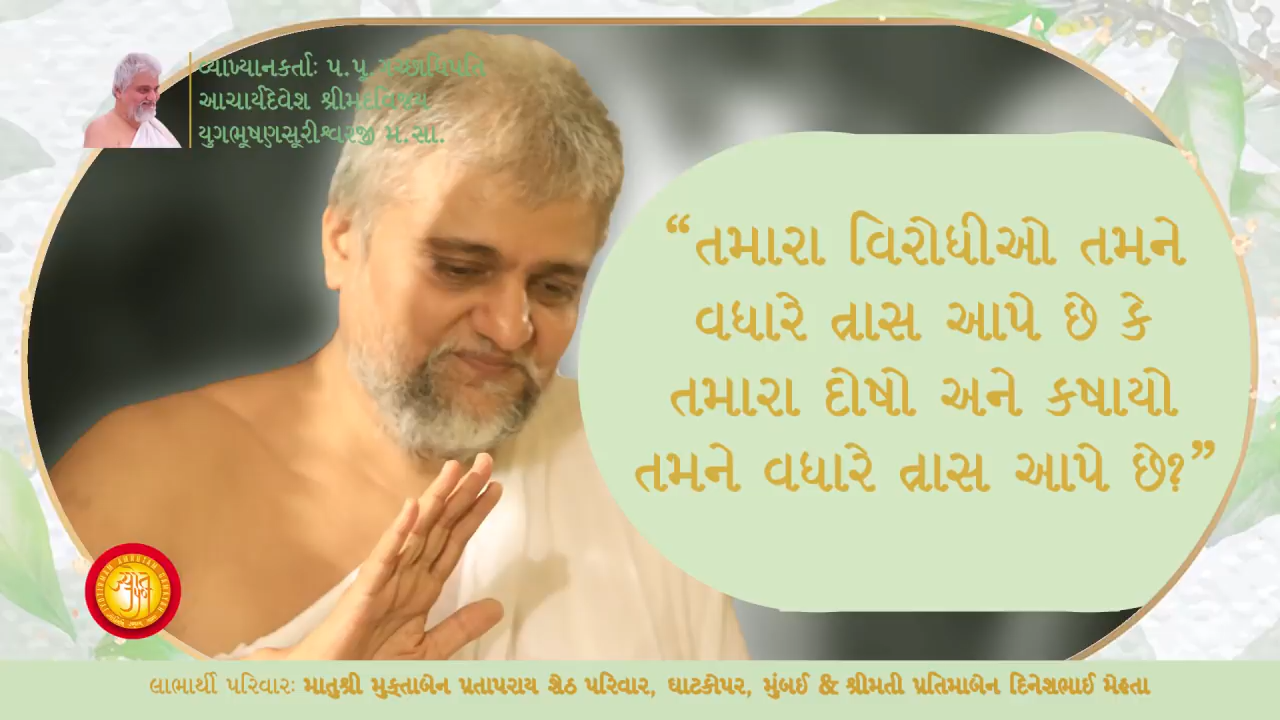 વ્યાખ્યાનકર્તાઃ પ.પૂ. ગચ્છાધિપતિ
આચાર્યદેવેશ શ્રીમદ્વિજય
યુગભૂષણસૂરીશ્વરજી મ.સા.
“તમારા વિરોધીઓ તમને
વધારે ત્રાસ આપે છે કે
તમારા દોષો અને કષાયો
તમને વધારે ત્રાસ આપે છે?”
લાભાર્થી પરિવારઃ માતુશ્રી મુક્તાબેન પ્રતાપરાય શેઠ પરિવાર, ઘાટકોપર, મુંબઈ & શ્રીમતી પ્રતિમાબેન દિનેશભાઈ મેહતા